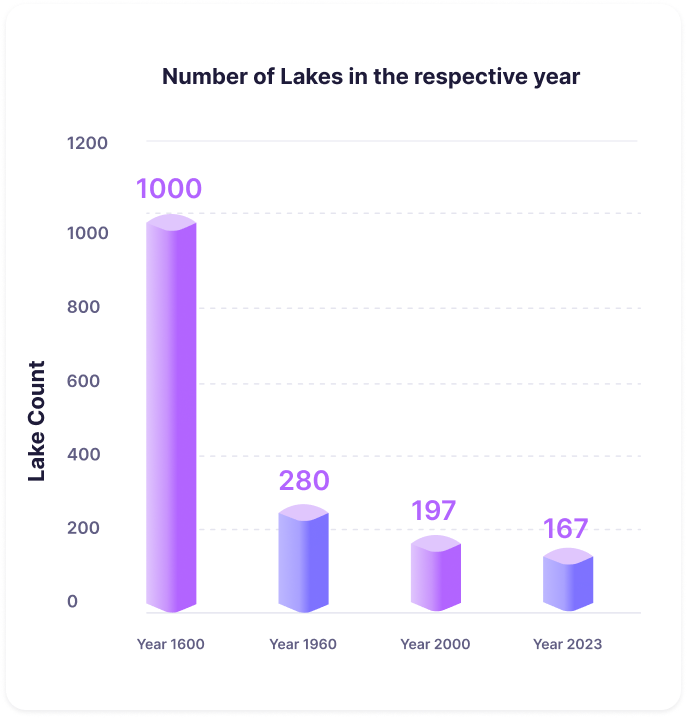 Number of Lakes in the respective year
1200
1000
1000
800
600
400
280
197
200
167
0
Lake Count
Year 1600
Year 1960
Year 2000
Year 2023